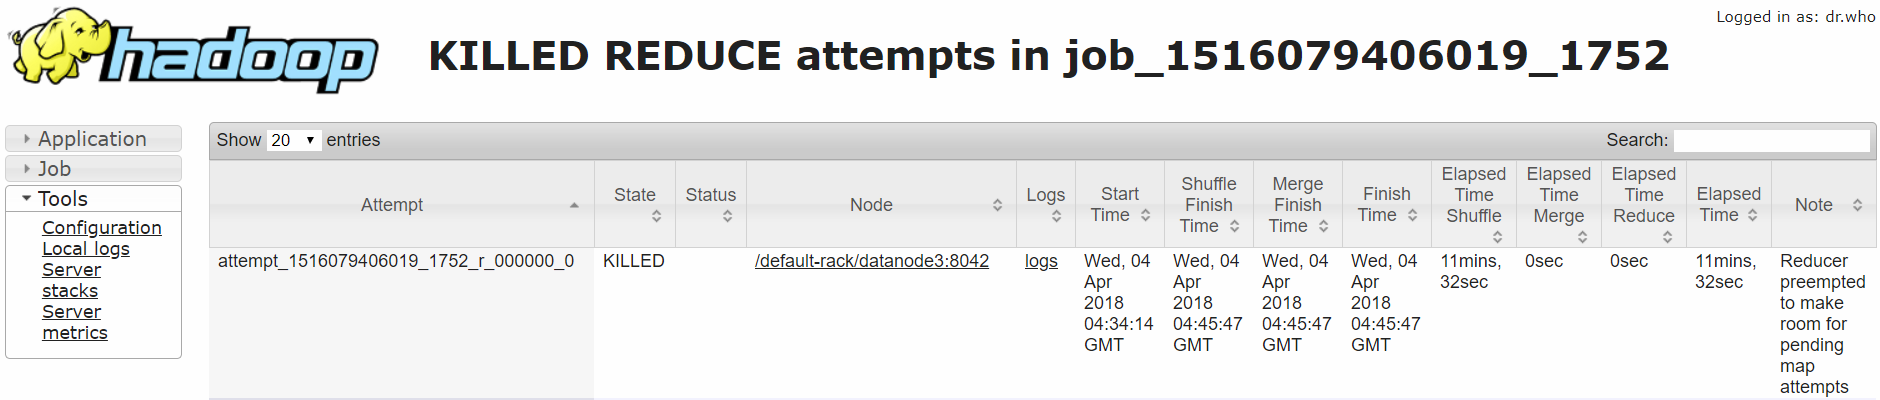 Logged in as: dr.who
hadoop
KILLED REDUCE attempts in job_1516079406019_1752
Application
Job
Tools
Configuration
Local logs
Server
stacks
Server
metrics
Show 20 entries
Search:
Attempt
State
Status
Node
Logs
Start
Time
Shuffle
Finish
Time
Merge
Finish
Time
Finish
Time
Elapsed
Time
Shuffle
Elapsed
Time
Merge
Elapsed
Time
Reduce
Elapsed
Time
Note
attempt_1516079406019_1752_r_000000_0
KILLED
/default-rack/datanode3:8042
logs
Wed, 04
Apr
2018
04:34:14
GMT
Wed, 04
Apr
2018
04:45:47
GMT
Wed, 04
Apr
2018
04:45:47
GMT
Wed, 04
Apr
2018
04:45:47
GMT
11mins,
32sec
0sec
0sec
11mins,
32sec
Reducer
preempted
to make
room for
pending
map
attempts